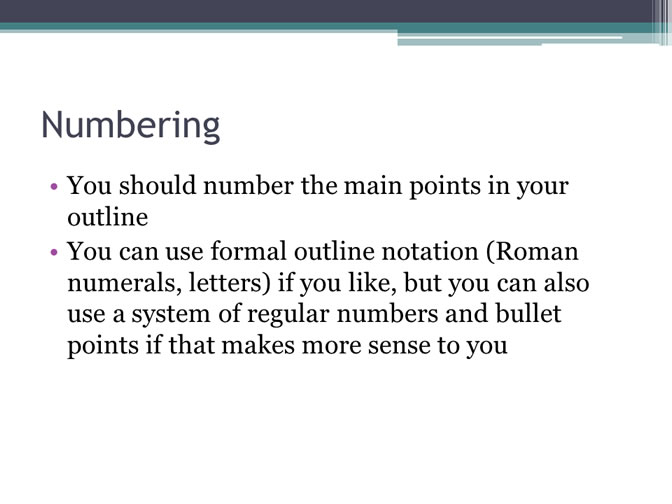 Numbering
• You should number the main points in your
outline
• You can use formal outline notation (Roman
numerals, letters) if you like, but you can also
use a system of regular numbers and bullet
points if that makes more sense to you